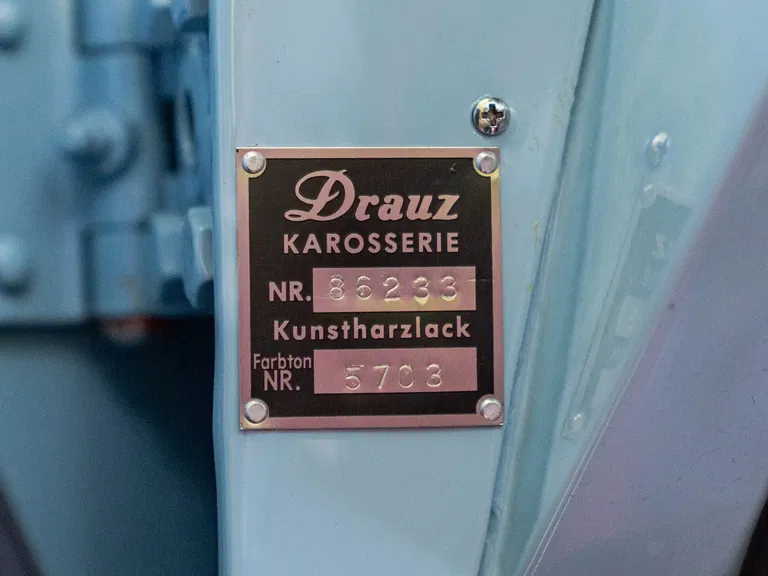 Drauz
KAROSSERIE
NR. 86233
Kunstharzlack
Farbton
NR. 5703